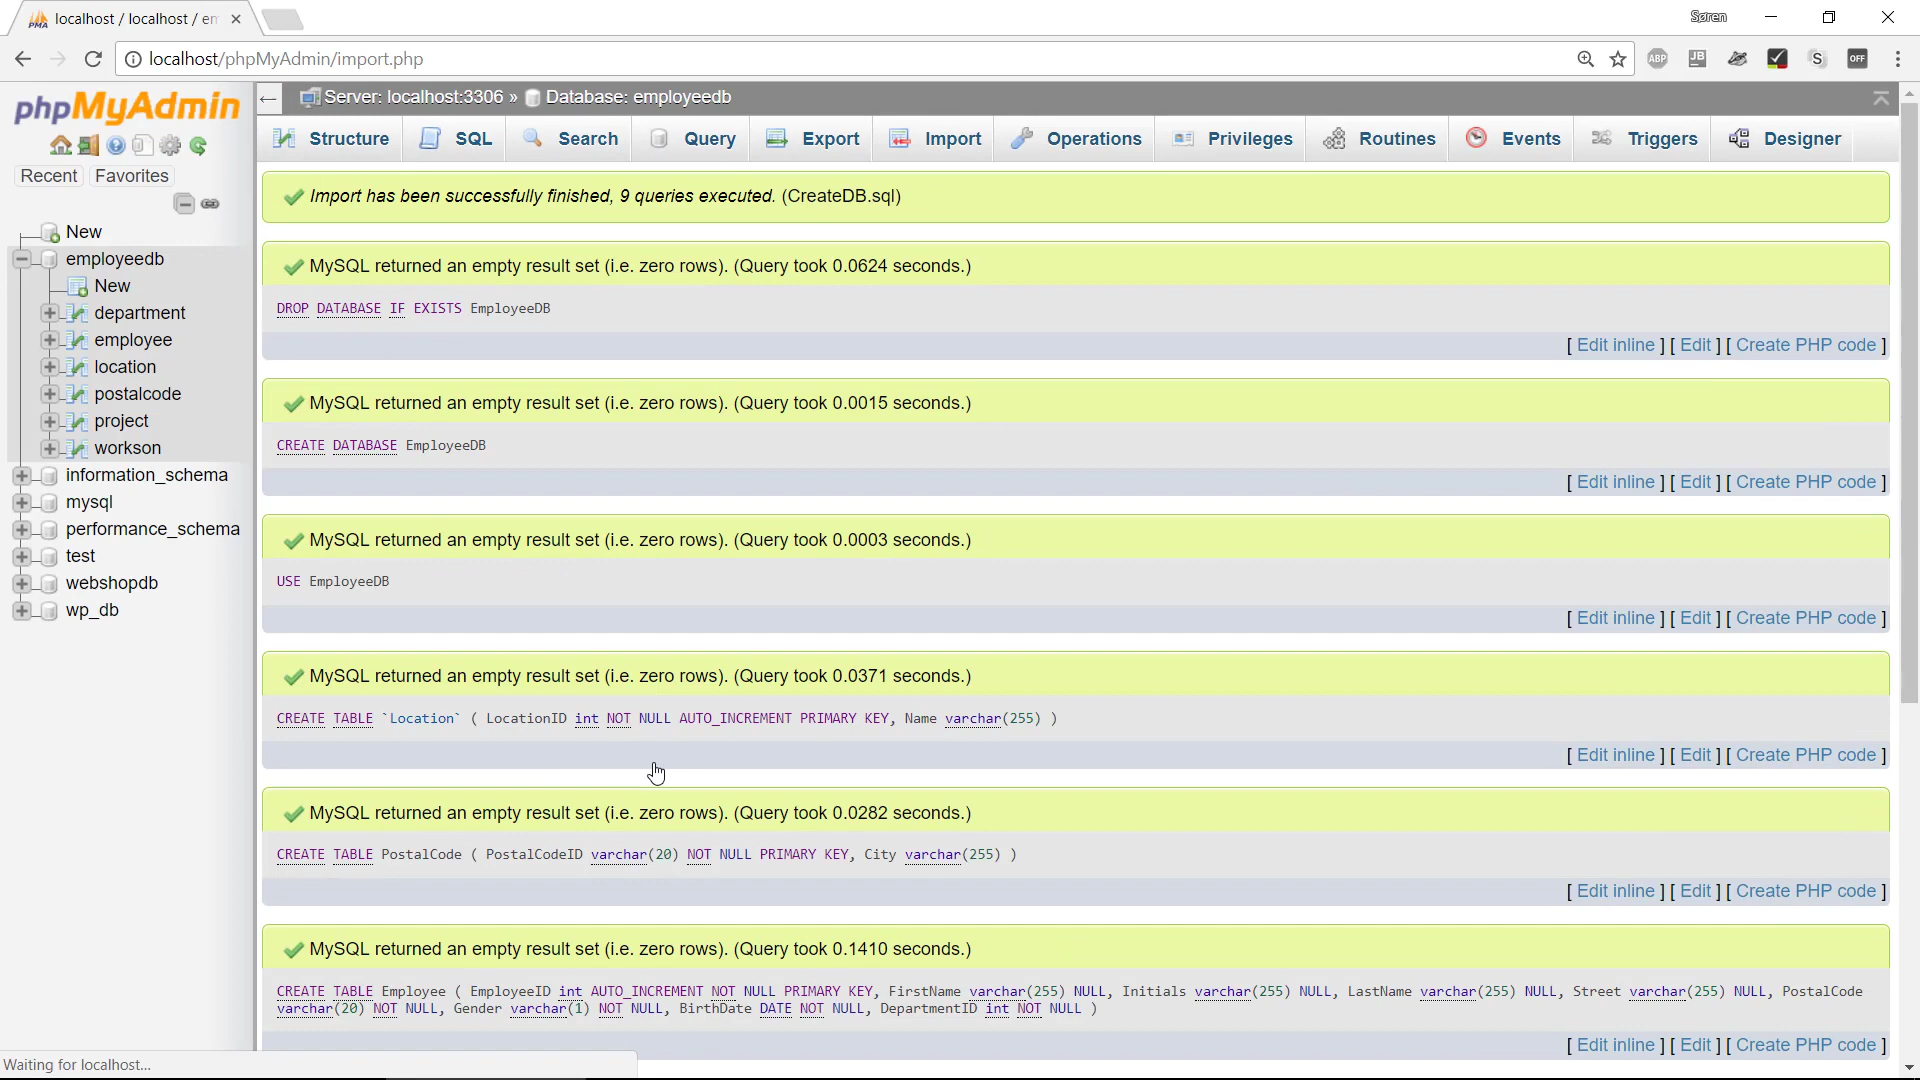 localhost / localhost / em
Søren
localhost/phpMyAdmin/import.php
ABP
JB
S
OFF
phpMyAdmin
Recent
Favorites
New
employeedb
New
department
employee
location
postalcode
project
workson
information_schema
mysql
performance_schema
test
webshopdb
wp_db
Server: localhost:3306 » Database: employeedb
Structure
SQL
Search
Query
Export
Import
Operations
Privileges
Routines
Events
Triggers
Designer
Import has been successfully finished, 9 queries executed. (CreateDB.sql)
MySQL returned an empty result set (i.e. zero rows). (Query took 0.0624 seconds.)
DROP DATABASE IF EXISTS EmployeeDB
[ Edit inline ] [ Edit ] [ Create PHP code ]
MySQL returned an empty result set (i.e. zero rows). (Query took 0.0015 seconds.)
CREATE DATABASE EmployeeDB
[ Edit inline ] [ Edit ] [ Create PHP code ]
MySQL returned an empty result set (i.e. zero rows). (Query took 0.0003 seconds.)
USE EmployeeDB
[ Edit inline ] [ Edit ] [ Create PHP code ]
MySQL returned an empty result set (i.e. zero rows). (Query took 0.0371 seconds.)
CREATE TABLE `Location` ( LocationID int NOT NULL AUTO_INCREMENT PRIMARY KEY, Name varchar(255) )
[ Edit inline ] [ Edit ] [ Create PHP code ]
MySQL returned an empty result set (i.e. zero rows). (Query took 0.0282 seconds.)
CREATE TABLE PostalCode ( PostalCodeID varchar(20) NOT NULL PRIMARY KEY, City varchar(255) )
[ Edit inline ] [ Edit ] [ Create PHP code ]
MySQL returned an empty result set (i.e. zero rows). (Query took 0.1410 seconds.)
CREATE TABLE Employee ( EmployeeID int AUTO_INCREMENT NOT NULL PRIMARY KEY, FirstName varchar(255) NULL, Initials varchar(255) NULL, LastName varchar(255) NULL, Street varchar(255) NULL, PostalCode
varchar(20) NOT NULL, Gender varchar(1) NOT NULL, BirthDate DATE NOT NULL, DepartmentID int NOT NULL )
[ Edit inline ] [ Edit ] [ Create PHP code ]
Waiting for localhost...